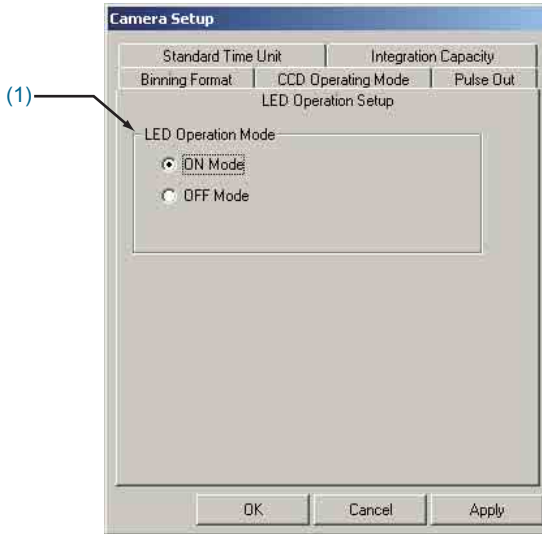 Camera Setup
Standard Time Unit Integration Capacity
Binning Format CCD Operating Mode Pulse Out
LED Operation Setup
(1)
LED Operation Mode
ON Mode
OFF Mode
OK Cancel Apply